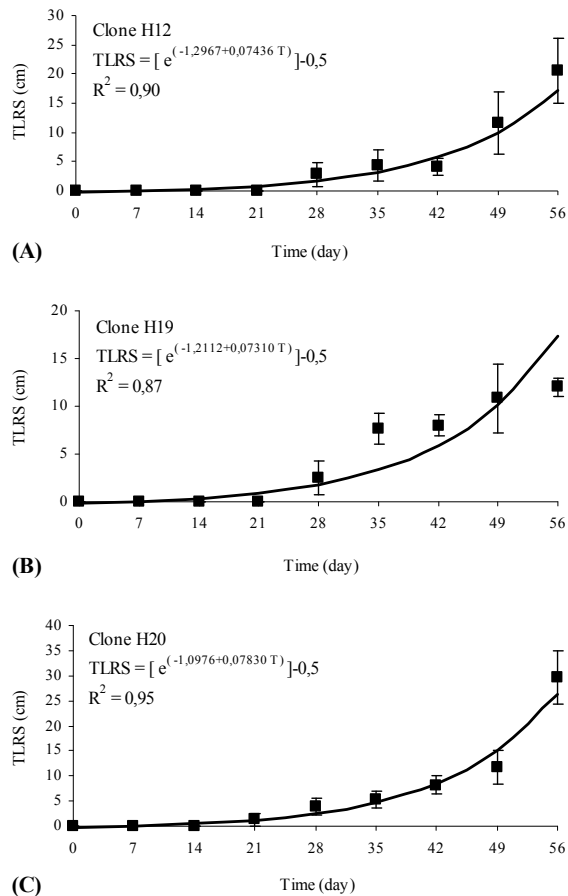 Clone H12
TLRS = [ e^(-1,2967+0,07436 T) ]-0,5
R² = 0,90
30
25
20
15
10
5
0
TLRS (cm)
0 7 14 21 28 35 42 49 56
Time (day)
(A)
Clone H19
TLRS = [ e^(-1,2112+0,07310 T) ]-0,5
R² = 0,87
20
15
10
5
0
TLRS (cm)
0 7 14 21 28 35 42 49 56
Time (day)
(B)
Clone H20
TLRS = [ e^(-1,0976+0,07830 T) ]-0,5
R² = 0,95
40
35
30
25
20
15
10
5
0
TLRS (cm)
0 7 14 21 28 35 42 49 56
Time (day)
(C)